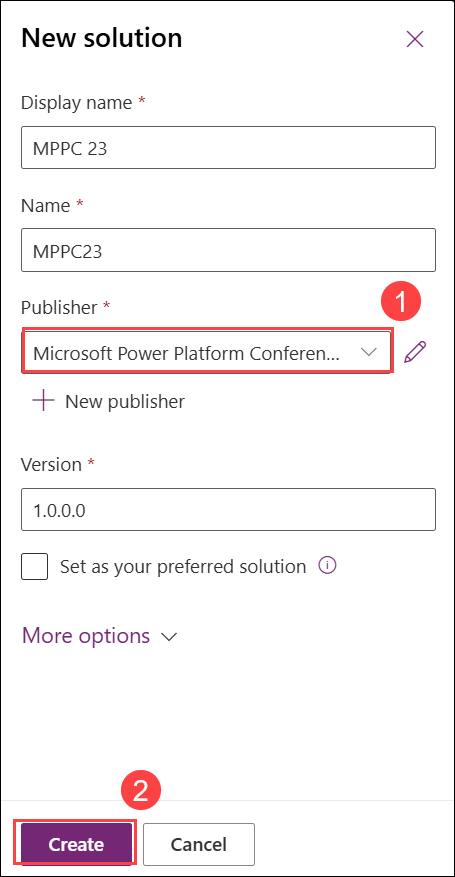 New solution
Display name *
MPPC 23
Name *
MPPC23
Publisher *
1
Microsoft Power Platform Conferen...
New publisher
Version *
1.0.0.0
Set as your preferred solution
More options
2
Create Cancel